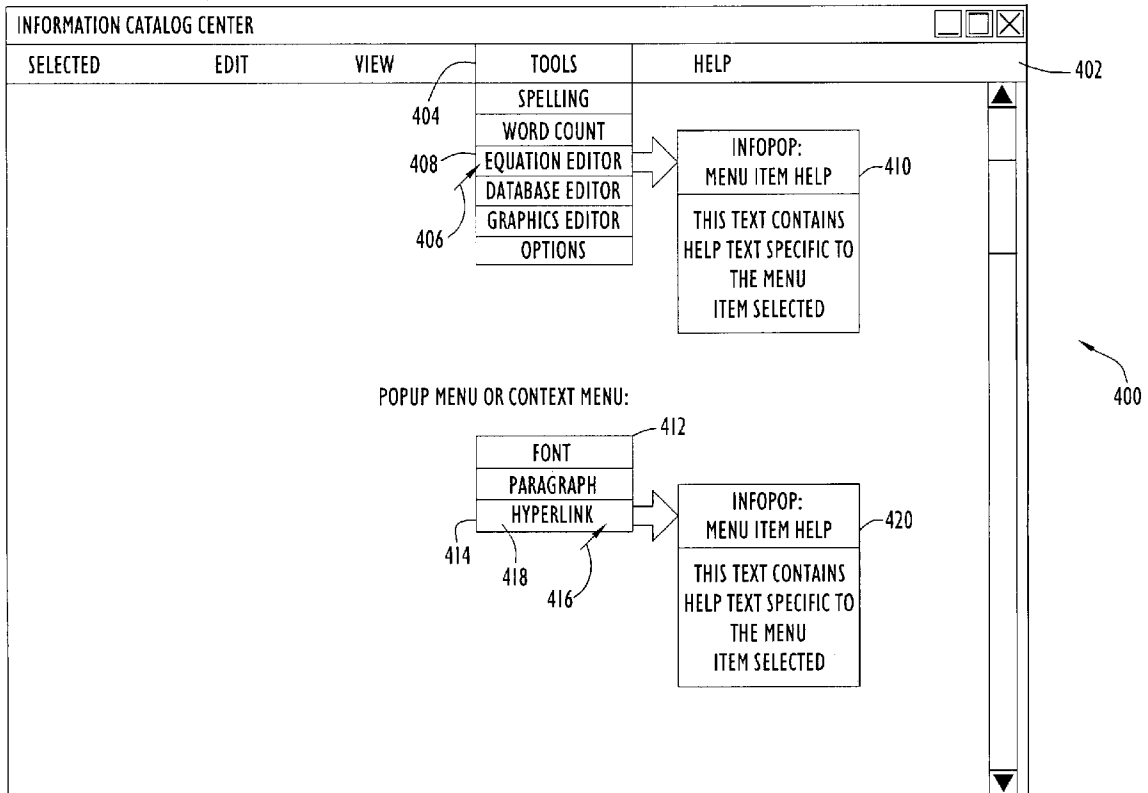 INFORMATION CATALOG CENTER
SELECTED EDIT VIEW TOOLS HELP
402
404
SPELLING
WORD COUNT
408 EQUATION EDITOR
DATABASE EDITOR
406
GRAPHICS EDITOR
OPTIONS
INFOPOP:
MENU ITEM HELP
410
THIS TEXT CONTAINS
HELP TEXT SPECIFIC TO
THE MENU
ITEM SELECTED
400
POPUP MENU OR CONTEXT MENU:
412
FONT
PARAGRAPH
HYPERLINK
414
418
416
INFOPOP:
MENU ITEM HELP
420
THIS TEXT CONTAINS
HELP TEXT SPECIFIC TO
THE MENU
ITEM SELECTED